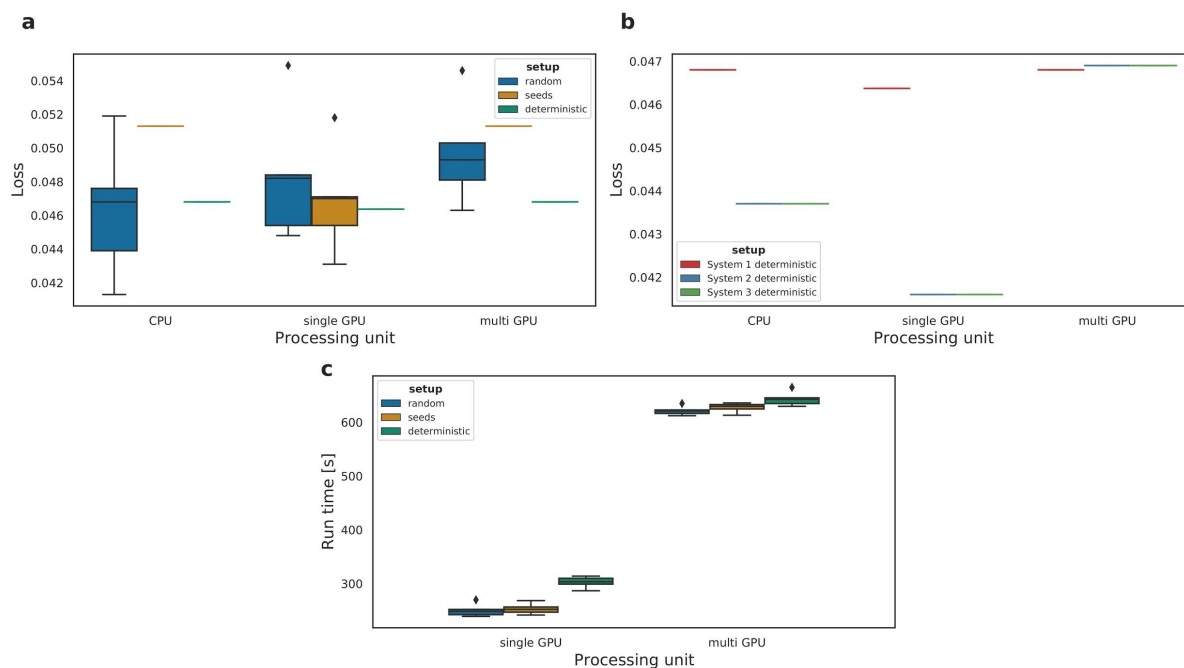 a
Loss
0.054
0.052
0.050
0.048
0.046
0.044
0.042
setup
random
seeds
deterministic
CPU
single GPU
multi GPU
Processing unit
b
Loss
0.047
0.046
0.045
0.044
0.043
0.042
setup
System 1 deterministic
System 2 deterministic
System 3 deterministic
CPU
single GPU
multi GPU
Processing unit
c
Run time [s]
600
500
400
300
setup
random
seeds
deterministic
single GPU
multi GPU
Processing unit